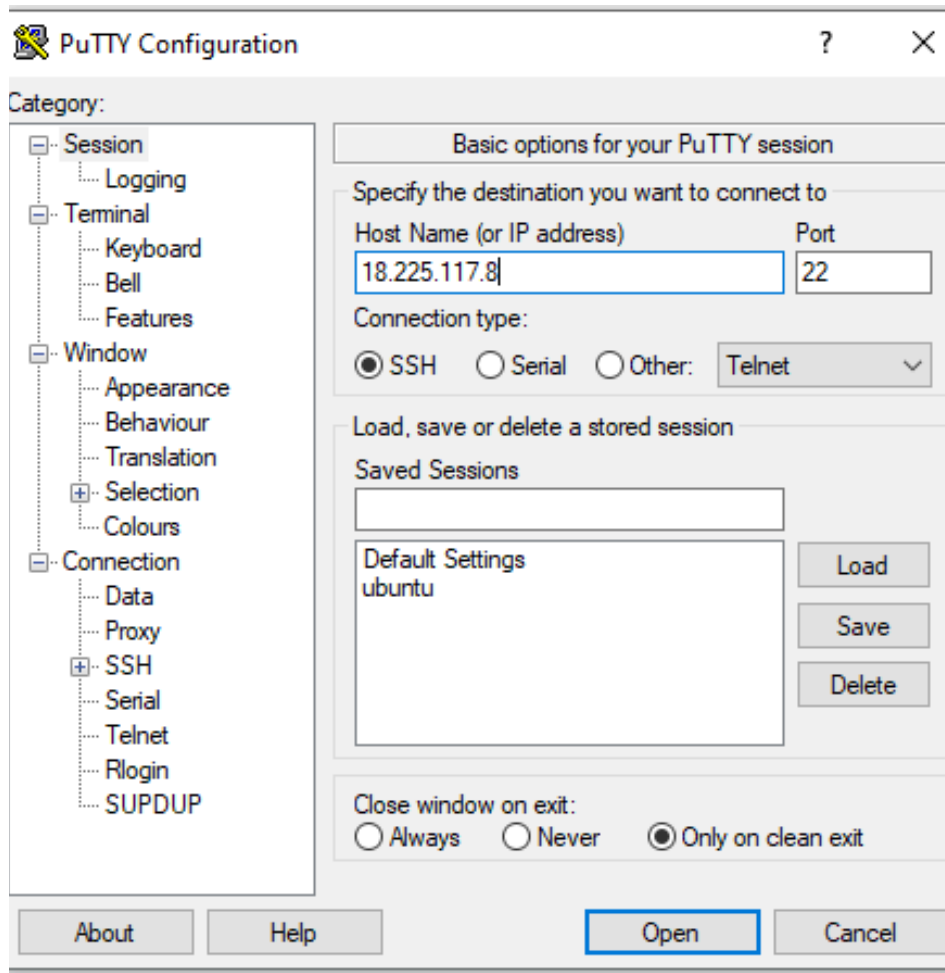 PuTTY Configuration
?
Category:
Session
Logging
Terminal
Keyboard
Bell
Features
Window
Appearance
Behaviour
Translation
Selection
Colours
Connection
Data
Proxy
SSH
Serial
Telnet
Rlogin
SUPDUP
Basic options for your PuTTY session
Specify the destination you want to connect to
Host Name (or IP address) Port
18.225.117.8 22
Connection type:
SSH Serial Other: Telnet
Load, save or delete a stored session
Saved Sessions
Default Settings
ubuntu
Load
Save
Delete
Close window on exit:
Always Never Only on clean exit
About Help Open Cancel